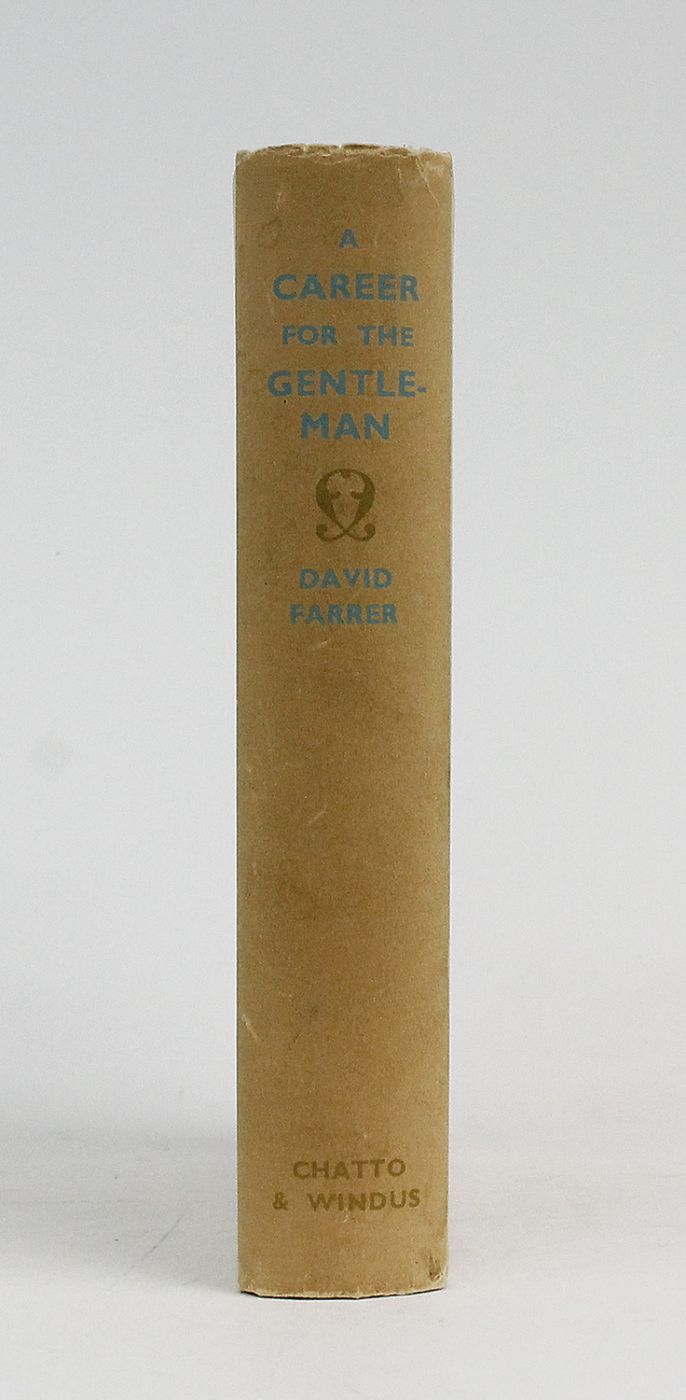 A
CAREER
FOR THE
GENTLE-
MAN
DAVID
FARRER
CHATTO
& WINDUS